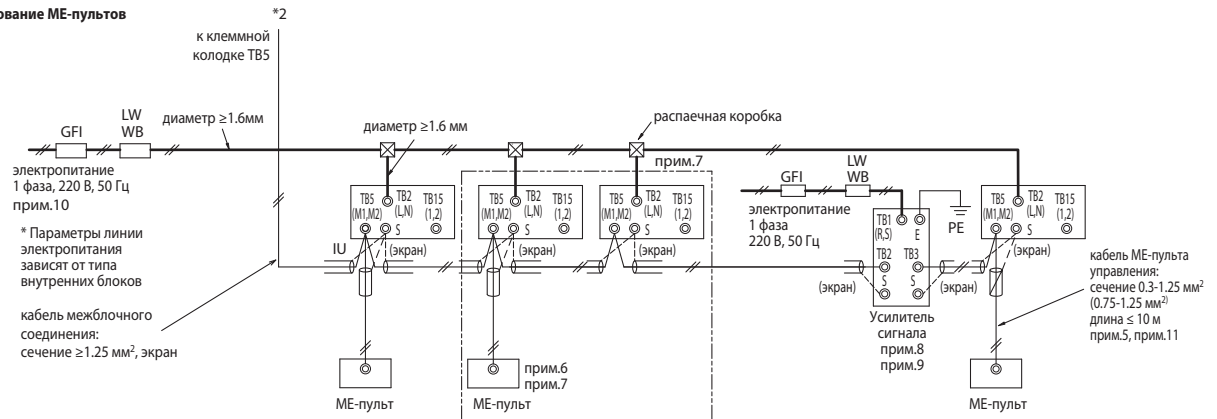 ование ME-пультов
*2
к клеммной
колодке TB5
GFI
LW
WB
диаметр ≥1.6мм
диаметр ≥1.6 мм
распаечная коробка
прим.7
электропитание
1 фаза, 220 В, 50 Гц
прим.10
* Параметры линии
электропитания
зависят от типа
внутренних блоков
кабель межблочного
соединения:
сечение ≥1.25 мм², экран
IU
TB5
(M1,M2)
TB2
(L,N)
TB15
(1,2)
S
(экран)
TB5
(M1,M2)
TB2
(L,N)
TB15
(1,2)
S
(экран)
TB5
(M1,M2)
TB2
(L,N)
TB15
(1,2)
S
(экран)
GFI
LW
WB
электропитание
1 фаза
220 В, 50 Гц
TB1
(R,S)
E
PE
TB2
TB3
S
S
(экран)
(экран)
Усилитель
сигнала
прим.8
прим.9
TB5
(M1,M2)
TB2
(L,N)
TB15
(1,2)
S
(экран)
кабель ME-пульта
управления:
сечение 0.3-1.25 мм²
(0.75-1.25 мм²)
длина ≤ 10 м
прим.5, прим.11
ME-пульт
прим.6
прим.7
ME-пульт
ME-пульт